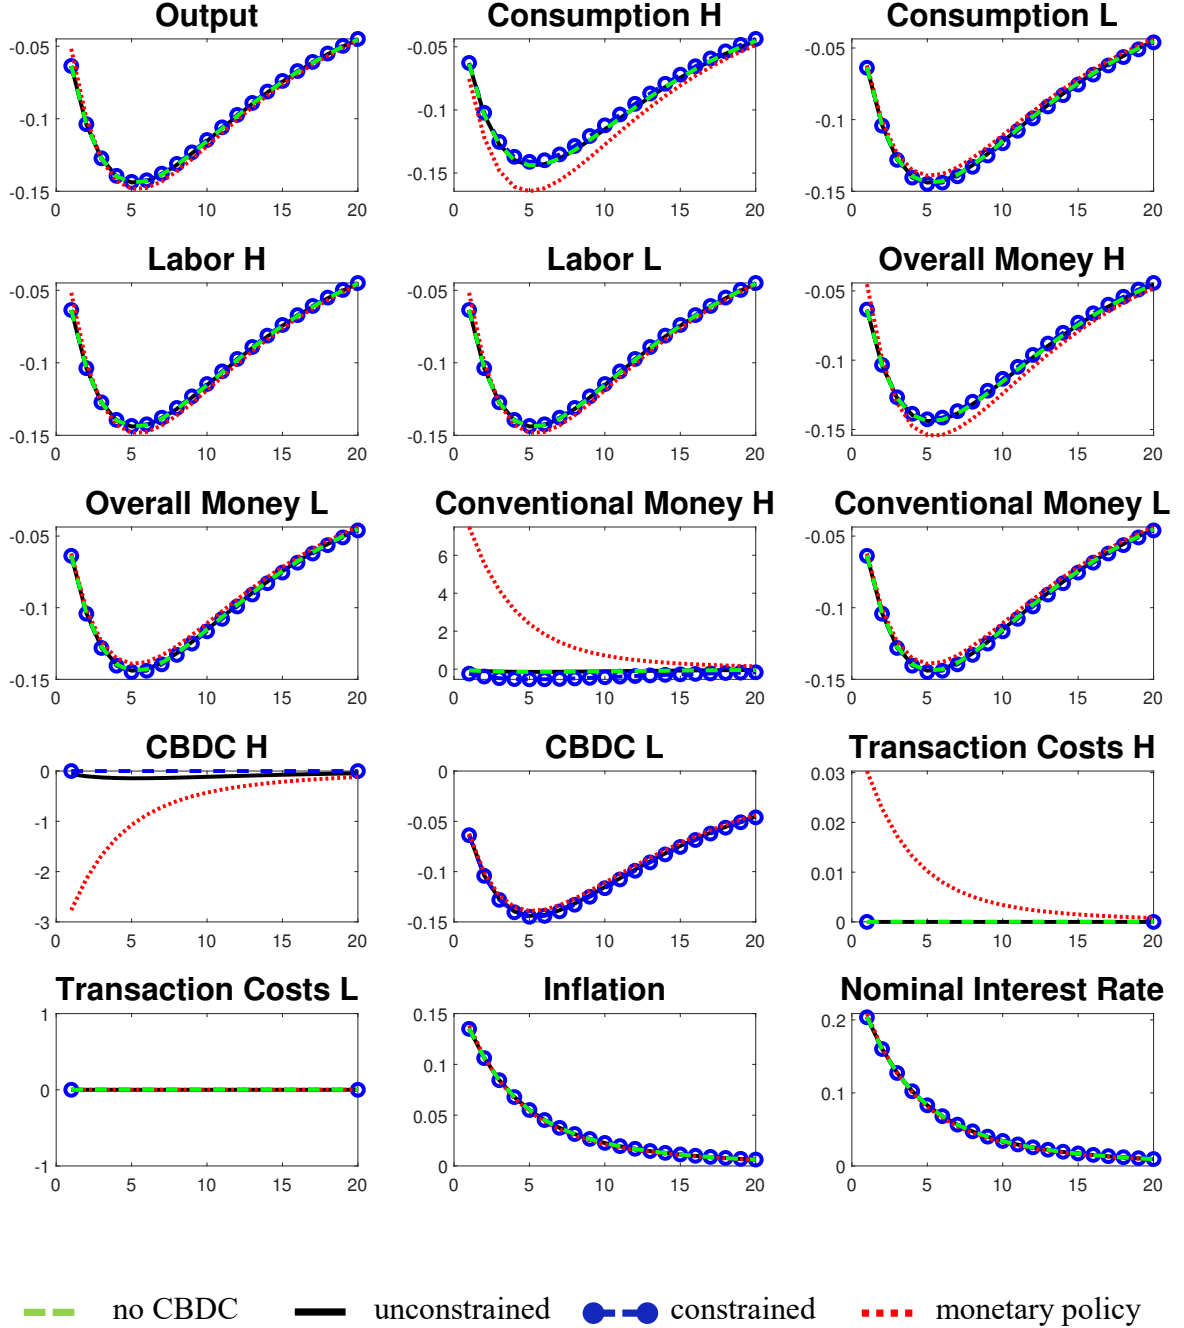 Output Consumption H Consumption L
-0.05 -0.05 -0.05
-0.1 -0.1 -0.1
-0.15 -0.15 -0.15
0 5 10 15 20 0 5 10 15 20 0 5 10 15 20
Labor H Labor L Overall Money H
-0.05 -0.05 -0.05
-0.1 -0.1 -0.1
-0.15 -0.15 -0.15
0 5 10 15 20 0 5 10 15 20 0 5 10 15 20
Overall Money L Conventional Money H Conventional Money L
-0.05 6 -0.05
4
-0.1 2 -0.1
0
-0.15 -0.15
0 5 10 15 20 0 5 10 15 20 0 5 10 15 20
CBDC H CBDC L Transaction Costs H
0 0 0.03
-1 -0.05 0.02
-2 -0.1 0.01
-3 -0.15 0
0 5 10 15 20 0 5 10 15 20 0 5 10 15 20
Transaction Costs L Inflation Nominal Interest Rate
1 0.15 0.2
0.1
0 0.1
0.05
-1 0 0
0 5 10 15 20 0 5 10 15 20 0 5 10 15 20
no CBDC unconstrained constrained monetary policy